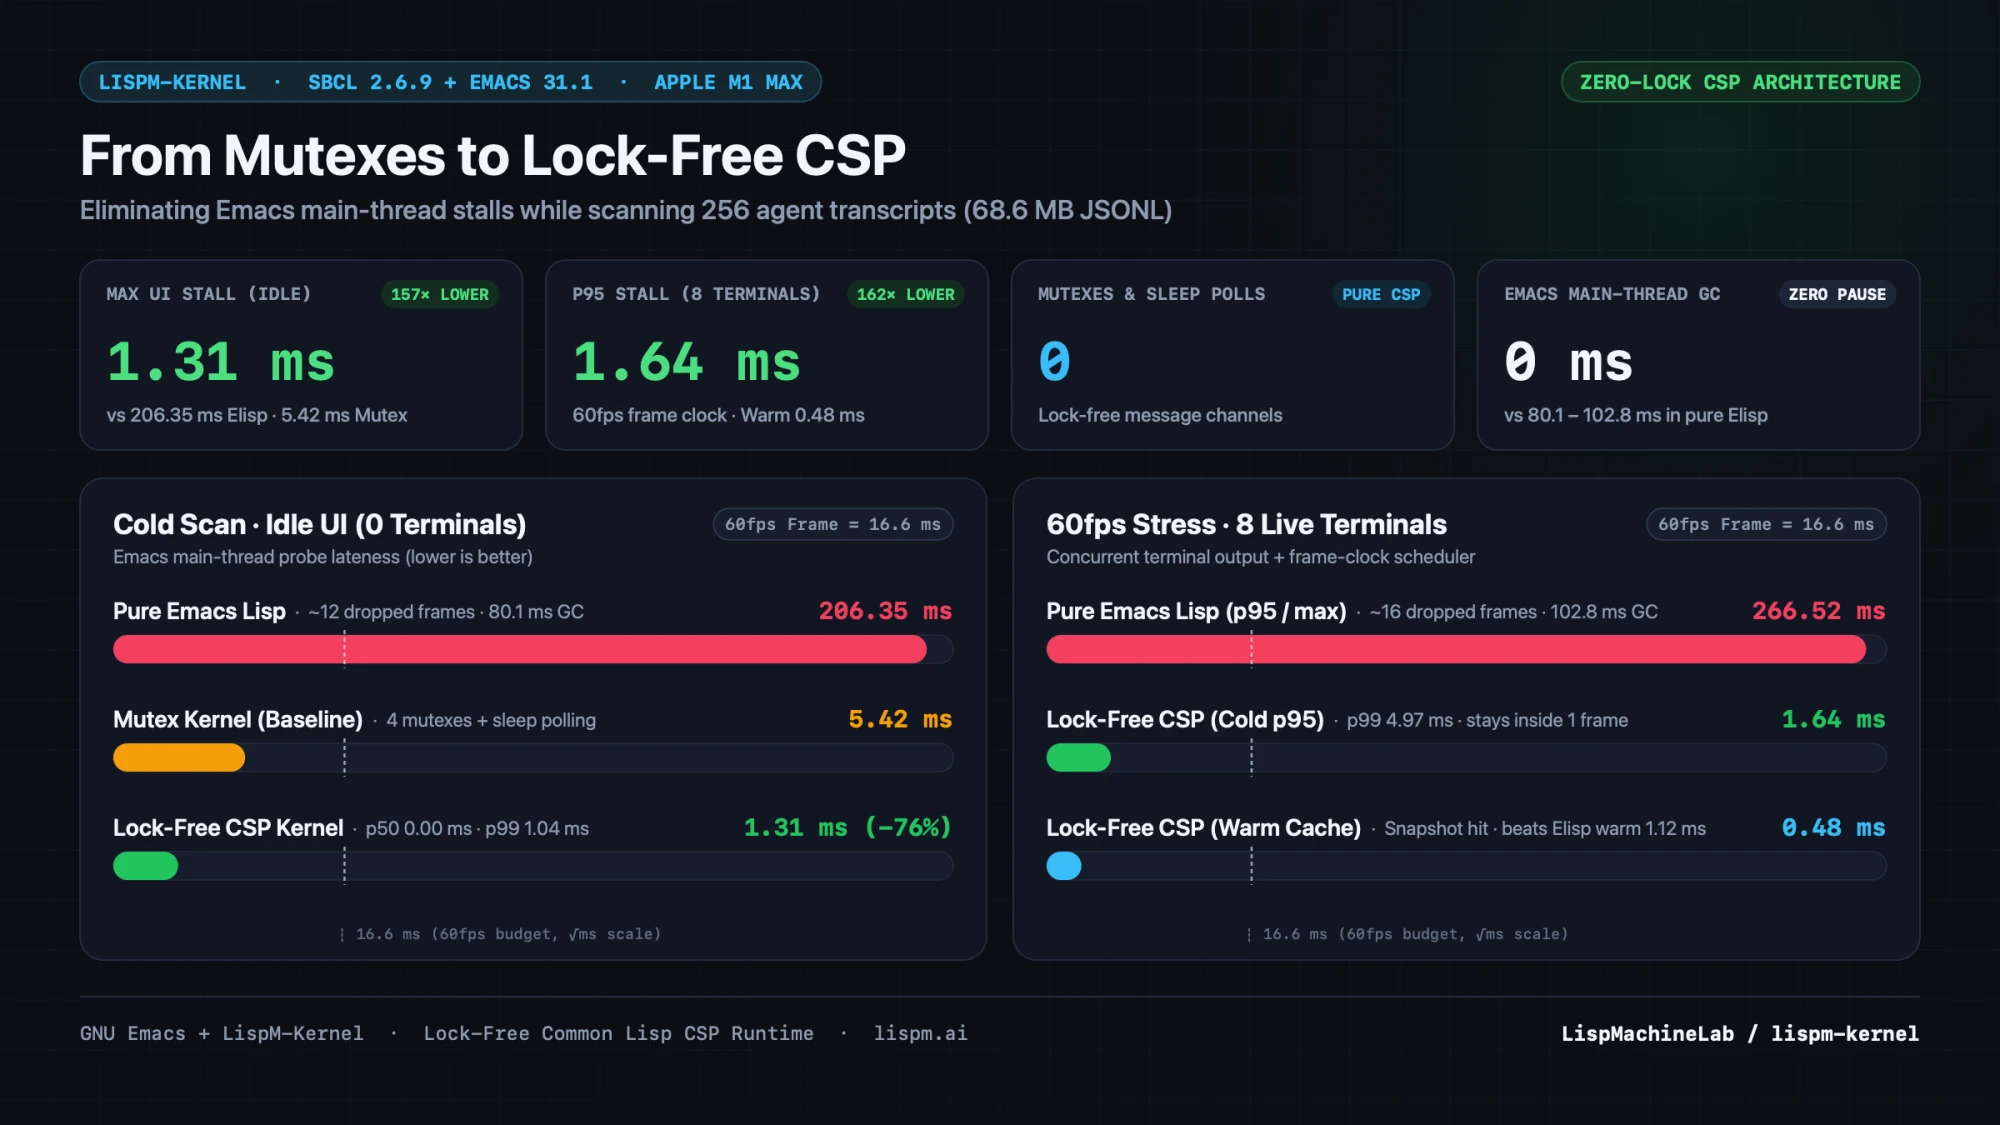 LISPM-KERNEL · SBCL 2.6.9 + EMACS 31.1 · APPLE M1 MAX
ZERO-LOCK CSP ARCHITECTURE
From Mutexes to Lock-Free CSP
Eliminating Emacs main-thread stalls while scanning 256 agent transcripts (68.6 MB JSONL)
MAX UI STALL (IDLE)
157× LOWER
1.31 ms
vs 206.35 ms Elisp · 5.42 ms Mutex
P95 STALL (8 TERMINALS)
162× LOWER
1.64 ms
60fps frame clock · Warm 0.48 ms
MUTEXES & SLEEP POLLS
PURE CSP
0
Lock-free message channels
EMACS MAIN-THREAD GC
ZERO PAUSE
0 ms
vs 80.1 – 102.8 ms in pure Elisp
Cold Scan · Idle UI (0 Terminals)
60fps Frame = 16.6 ms
Emacs main-thread probe lateness (lower is better)
Pure Emacs Lisp · ~12 dropped frames · 80.1 ms GC
206.35 ms
Mutex Kernel (Baseline) · 4 mutexes + sleep polling
5.42 ms
Lock-Free CSP Kernel · p50 0.00 ms · p99 1.04 ms
1.31 ms (−76%)
┊ 16.6 ms (60fps budget, √ms scale)
60fps Stress · 8 Live Terminals
60fps Frame = 16.6 ms
Concurrent terminal output + frame-clock scheduler
Pure Emacs Lisp (p95 / max) · ~16 dropped frames · 102.8 ms GC
266.52 ms
Lock-Free CSP (Cold p95) · p99 4.97 ms · stays inside 1 frame
1.64 ms
Lock-Free CSP (Warm Cache) · Snapshot hit · beats Elisp warm 1.12 ms
0.48 ms
┊ 16.6 ms (60fps budget, √ms scale)
GNU Emacs + LispM-Kernel · Lock-Free Common Lisp CSP Runtime · lispm.ai
LispMachineLab / lispm-kernel